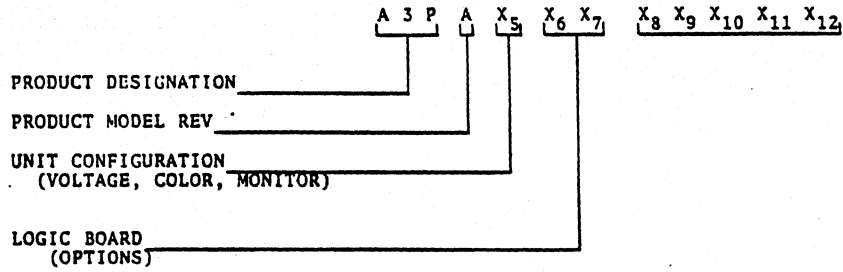 A 3 P A X5 X6 X7 X8 X9 X10 X11 X12
PRODUCT DESIGNATION
PRODUCT MODEL REV
UNIT CONFIGURATION
(VOLTAGE, COLOR, MONITOR)
LOGIC BOARD
(OPTIONS)